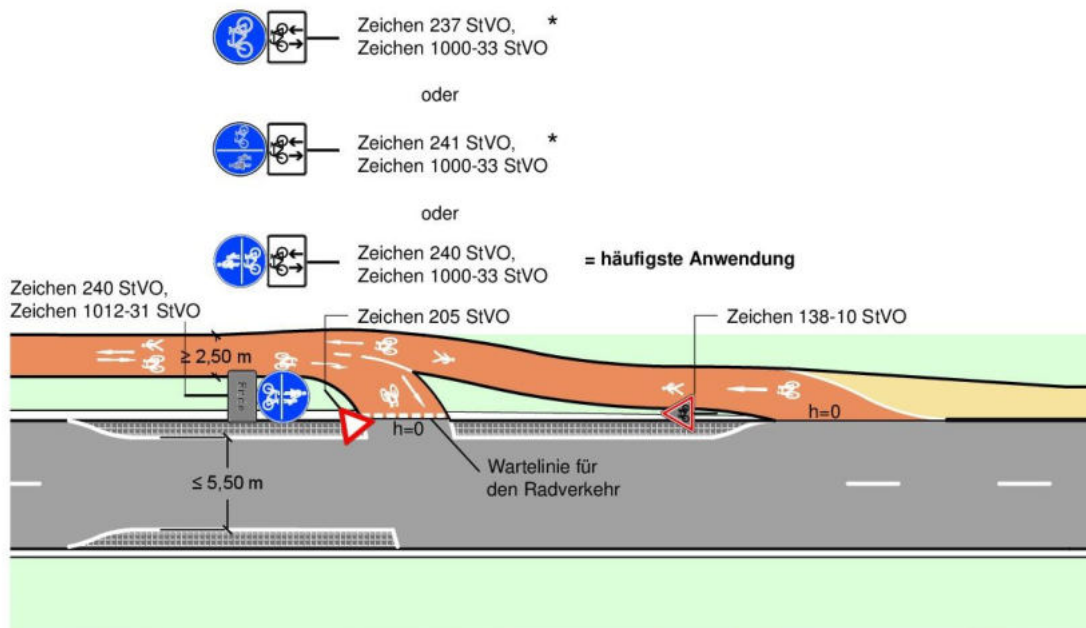 Zeichen 237 StVO, *
Zeichen 1000-33 StVO
oder
Zeichen 241 StVO, *
Zeichen 1000-33 StVO
oder
Zeichen 240 StVO,
Zeichen 1000-33 StVO
= häufigste Anwendung
Zeichen 240 StVO,
Zeichen 1012-31 StVO
Zeichen 205 StVO
Zeichen 138-10 StVO
≥ 2,50 m
h=0
h=0
Wartelinie für
den Radverkehr
≤ 5,50 m